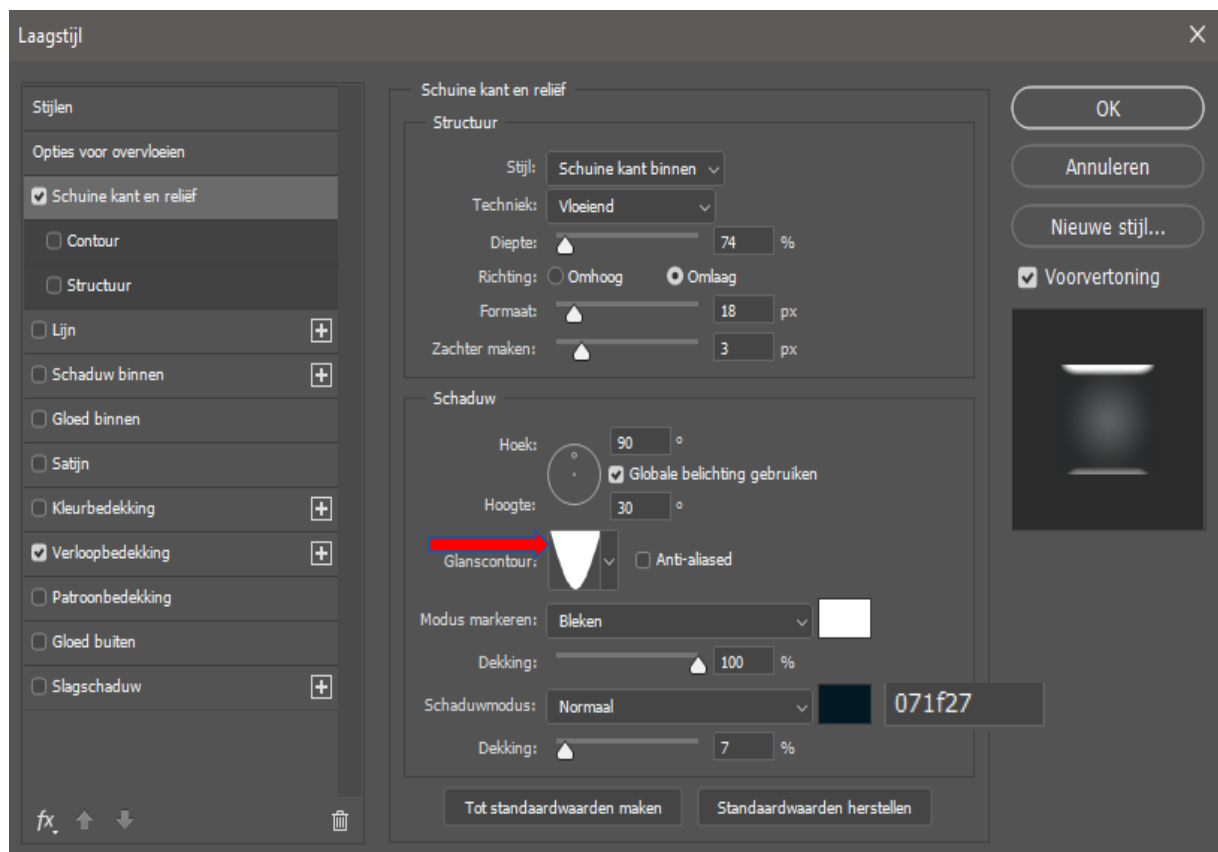 Laagstijl
Stijlen
Opties voor overvloeien
Schuine kant en reliëf
Contour
Structuur
Lijn
Schaduw binnen
Gloed binnen
Satijn
Kleurbedekking
Verloopbedekking
Patroonbedekking
Gloed buiten
Slagschaduw
fx
Schuine kant en reliëf
Structuur
Stijl: Schuine kant binnen
Techniek: Vloeiend
Diepte: 74 %
Richting: Omhoog Omlaag
Formaat: 18 px
Zachter maken: 3 px
Schaduw
Hoek: 90 °
Globale belichting gebruiken
Hoogte: 30 °
Glanscontour: Anti-aliased
Modus markeren: Bleken
Dekking: 100 %
Schaduwmodus: Normaal 071f27
Dekking: 7 %
Tot standaardwaarden maken Standaardwaarden herstellen
OK
Annuleren
Nieuwe stijl...
Voorvertoning